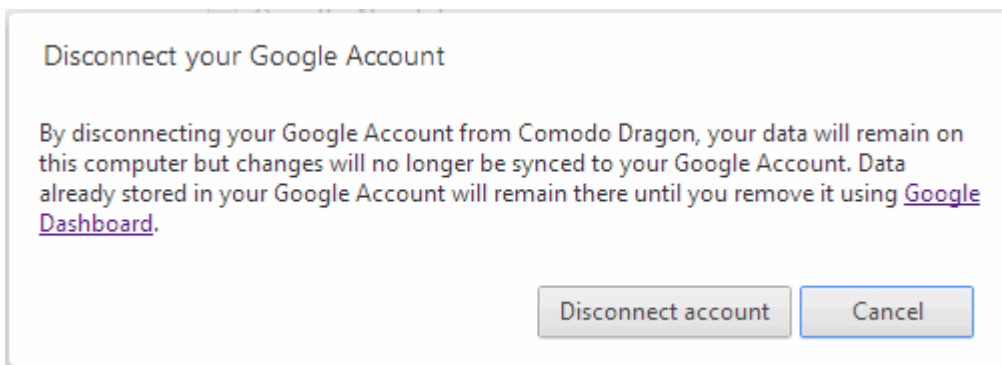 Disconnect your Google Account
By disconnecting your Google Account from Comodo Dragon, your data will remain on
this computer but changes will no longer be synced to your Google Account. Data
already stored in your Google Account will remain there until you remove it using Google
Dashboard.
Disconnect account Cancel